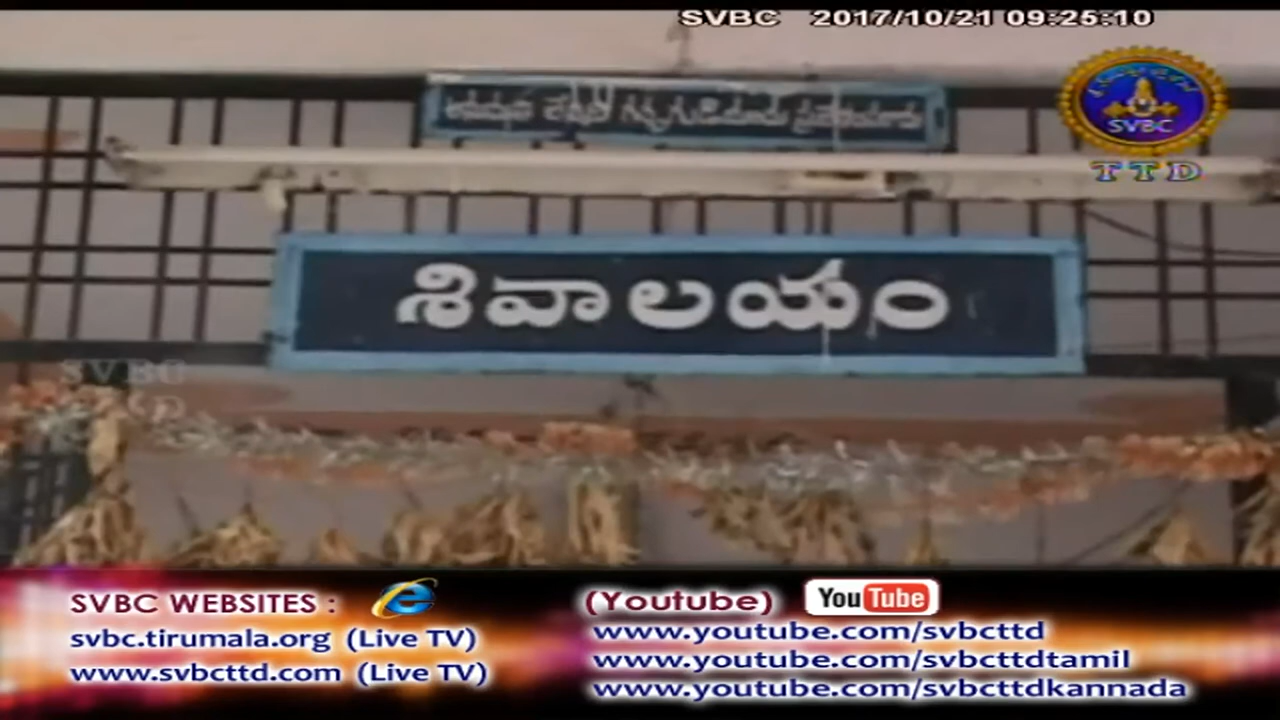 SVBC 2017/10/21 09:25:10
SVBC
TTD
శివాలయం
SVBC
SVBC WEBSITES :
svbc.tirumala.org (Live TV)
www.svbcttd.com (Live TV)
(Youtube) YouTube
www.youtube.com/svbcttd
www.youtube.com/svbcttdtamil
www.youtube.com/svbcttdkannada